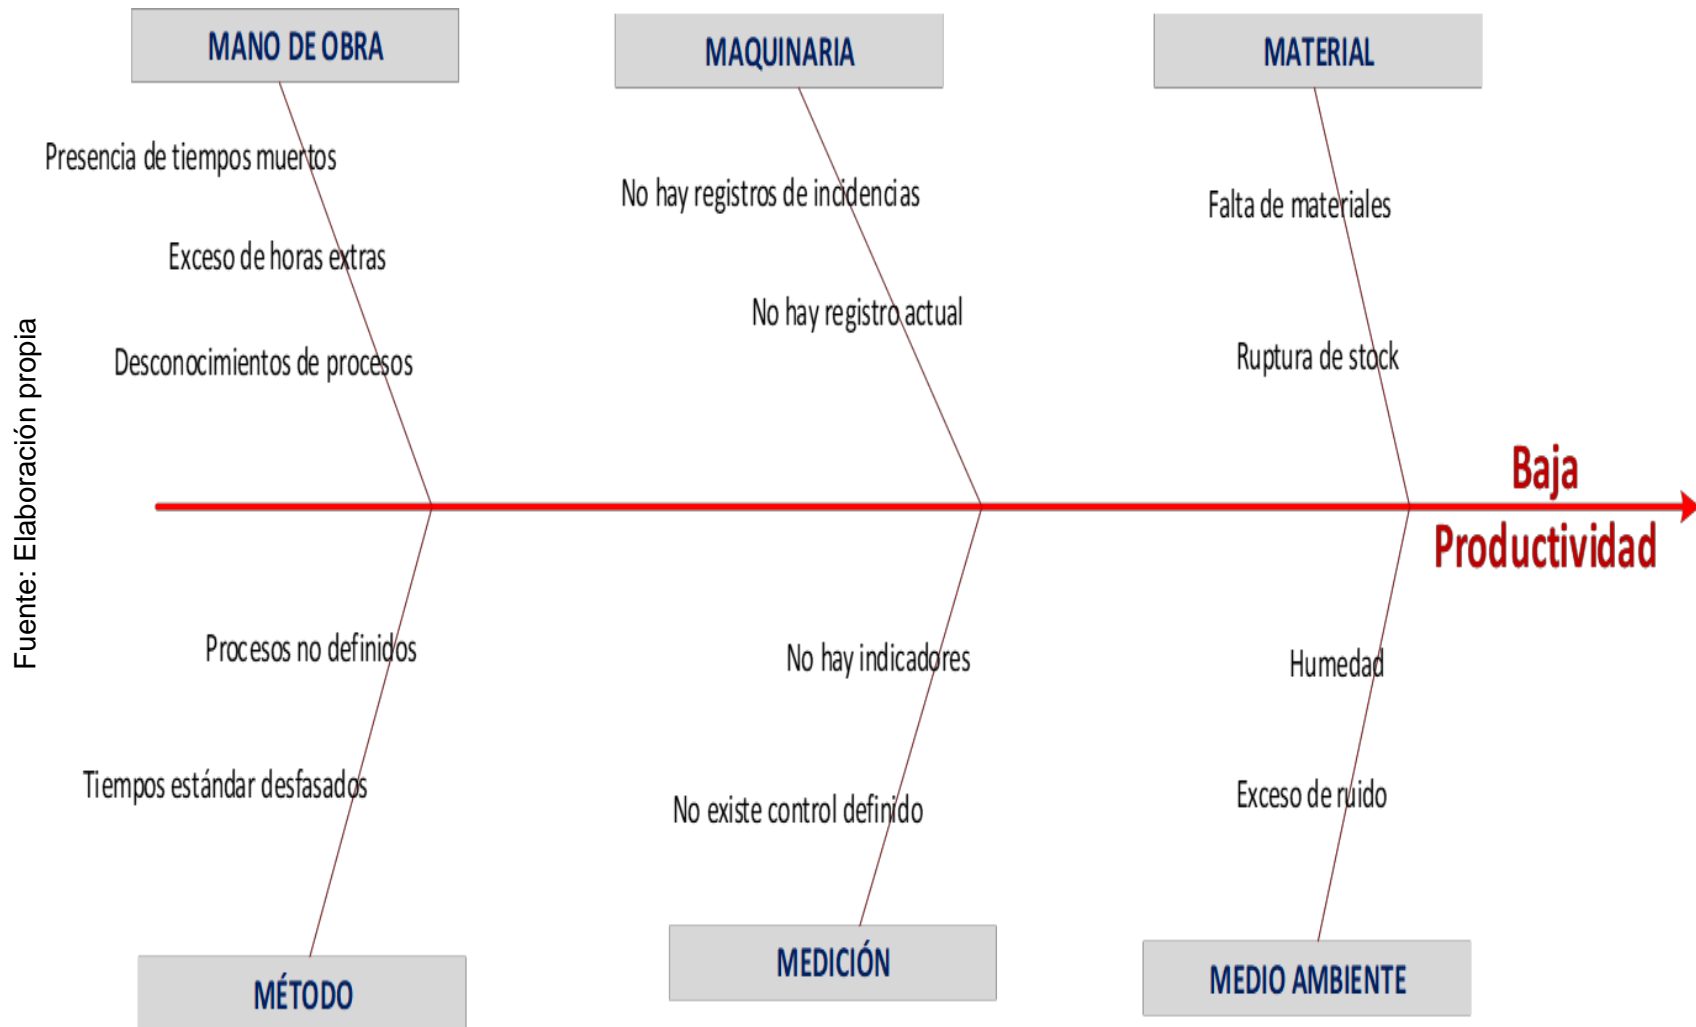 MANO DE OBRA
MAQUINARIA
MATERIAL
Presencia de tiempos muertos
No hay registros de incidencias
Falta de materiales
Exceso de horas extras
No hay registro actual
Desconocimientos de procesos
Ruptura de stock
Fuente: Elaboración propia
Baja
Productividad
Procesos no definidos
No hay indicadores
Humedad
Tiempos estándar desfasados
No existe control definido
Exceso de ruido
MÉTODO
MEDICIÓN
MEDIO AMBIENTE